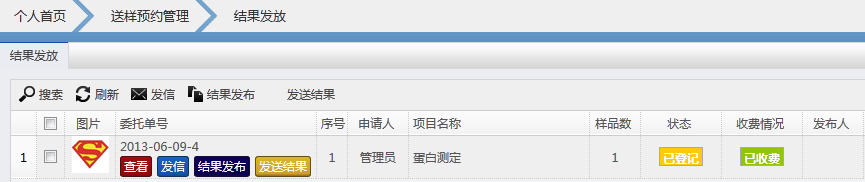 个人首页 送样预约管理 结果发放
结果发放
搜索 刷新 发信 结果发布 发送结果
图片 委托单号 序号 申请人 项目名称 样品数 状态 收费情况 发布人
1 2013-06-09-4 1 管理员 蛋白测定 1 已登记 已收费
查看 发信 结果发布 发送结果